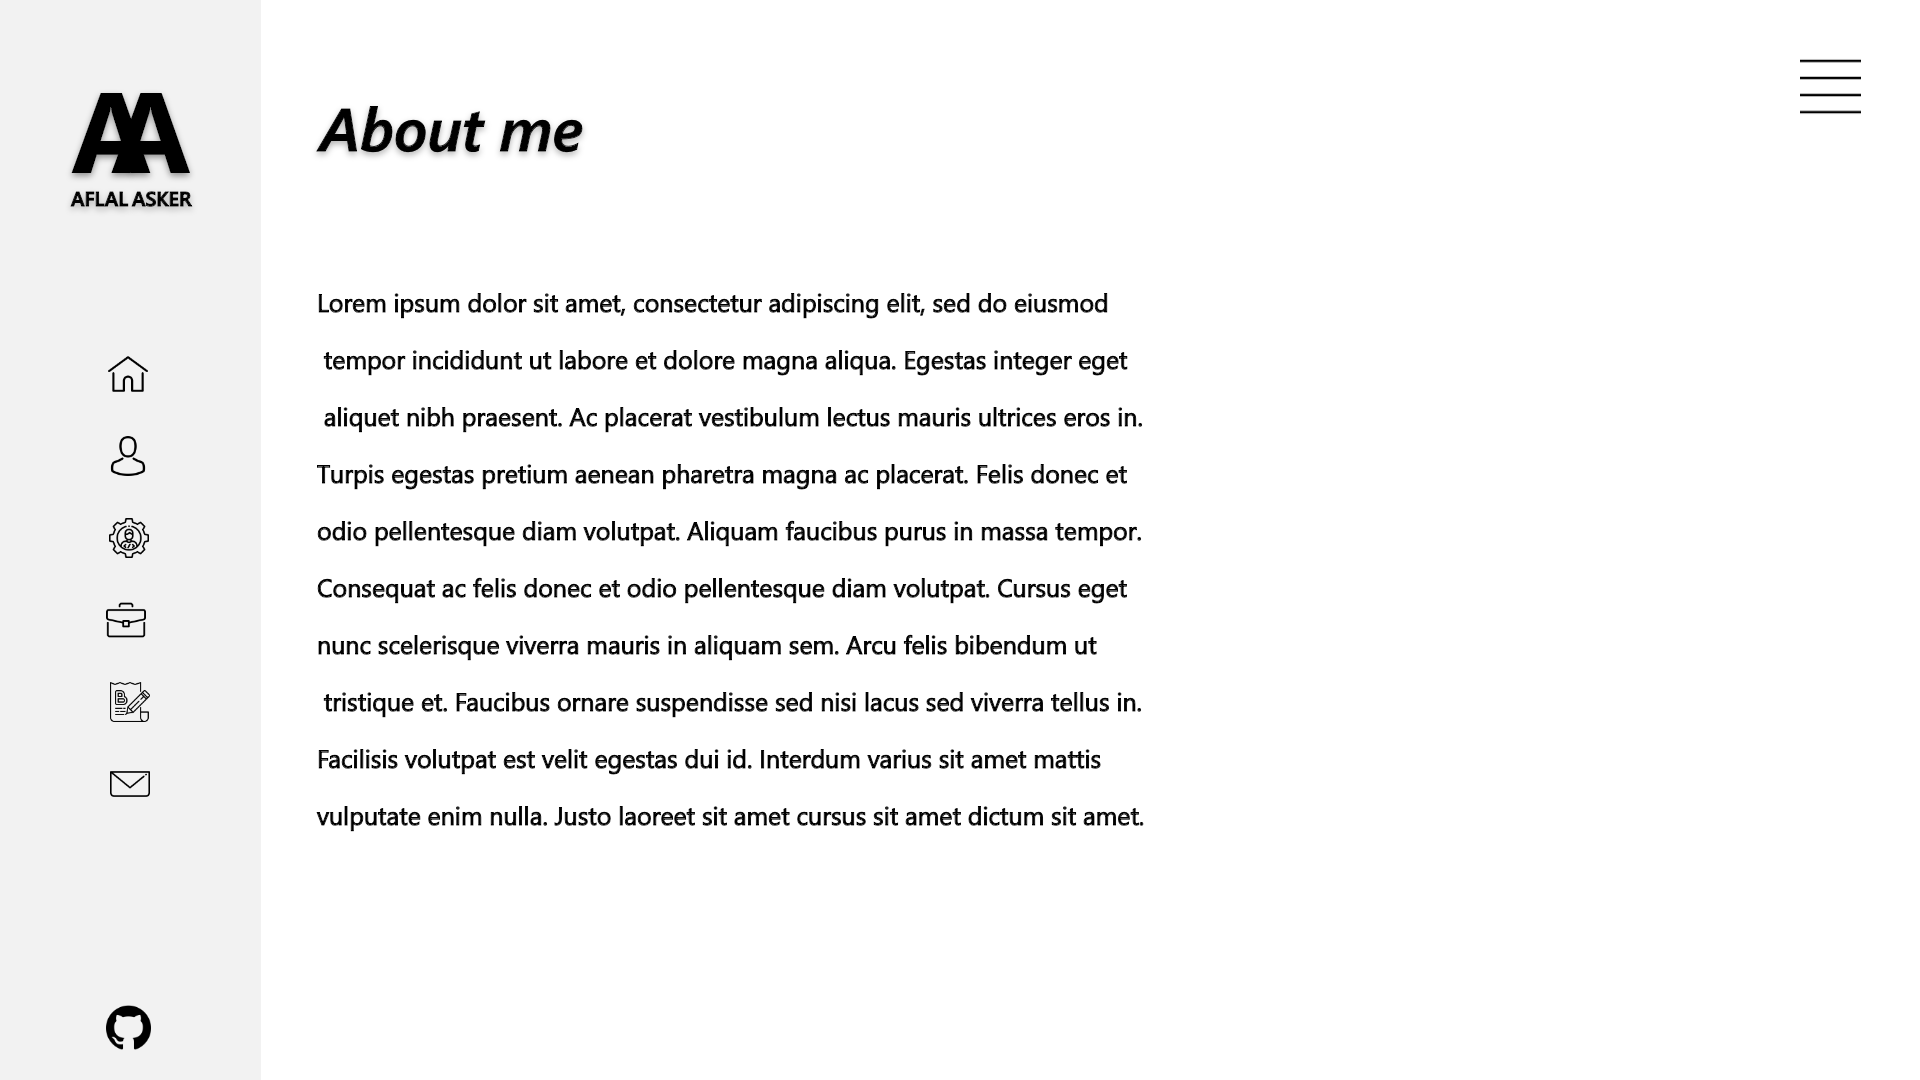 AA
AFLAL ASKER
About me
Lorem ipsum dolor sit amet, consectetur adipiscing elit, sed do eiusmod
tempor incididunt ut labore et dolore magna aliqua. Egestas integer eget
aliquet nibh praesent. Ac placerat vestibulum lectus mauris ultrices eros in.
Turpis egestas pretium aenean pharetra magna ac placerat. Felis donec et
odio pellentesque diam volutpat. Aliquam faucibus purus in massa tempor.
Consequat ac felis donec et odio pellentesque diam volutpat. Cursus eget
nunc scelerisque viverra mauris in aliquam sem. Arcu felis bibendum ut
tristique et. Faucibus ornare suspendisse sed nisi lacus sed viverra tellus in.
Facilisis volutpat est velit egestas dui id. Interdum varius sit amet mattis
vulputate enim nulla. Justo laoreet sit amet cursus sit amet dictum sit amet.
B